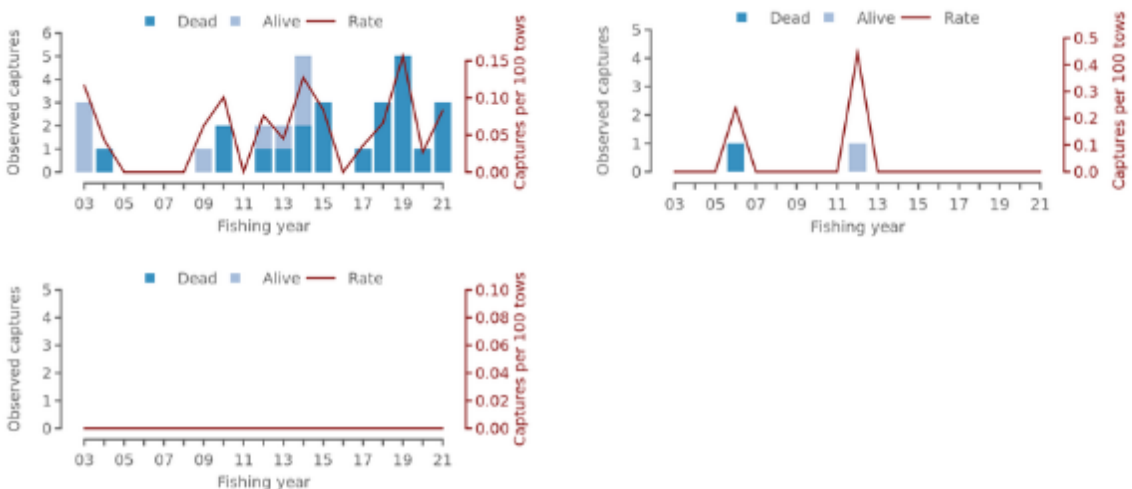 Dead Alive Rate
Observed captures
6
5
4
3
2
1
0
0.15
0.10
0.05
0.00
Captures per 100 tows
03 05 07 09 11 13 15 17 19 21
Fishing year
Dead Alive Rate
Observed captures
5
4
3
2
1
0
0.5
0.4
0.3
0.2
0.1
0.0
Captures per 100 tows
03 05 07 09 11 13 15 17 19 21
Fishing year
Dead Alive Rate
Observed captures
5
4
3
2
1
0
0.10
0.08
0.06
0.04
0.02
0.00
Captures per 100 tows
03 05 07 09 11 13 15 17 19 21
Fishing year